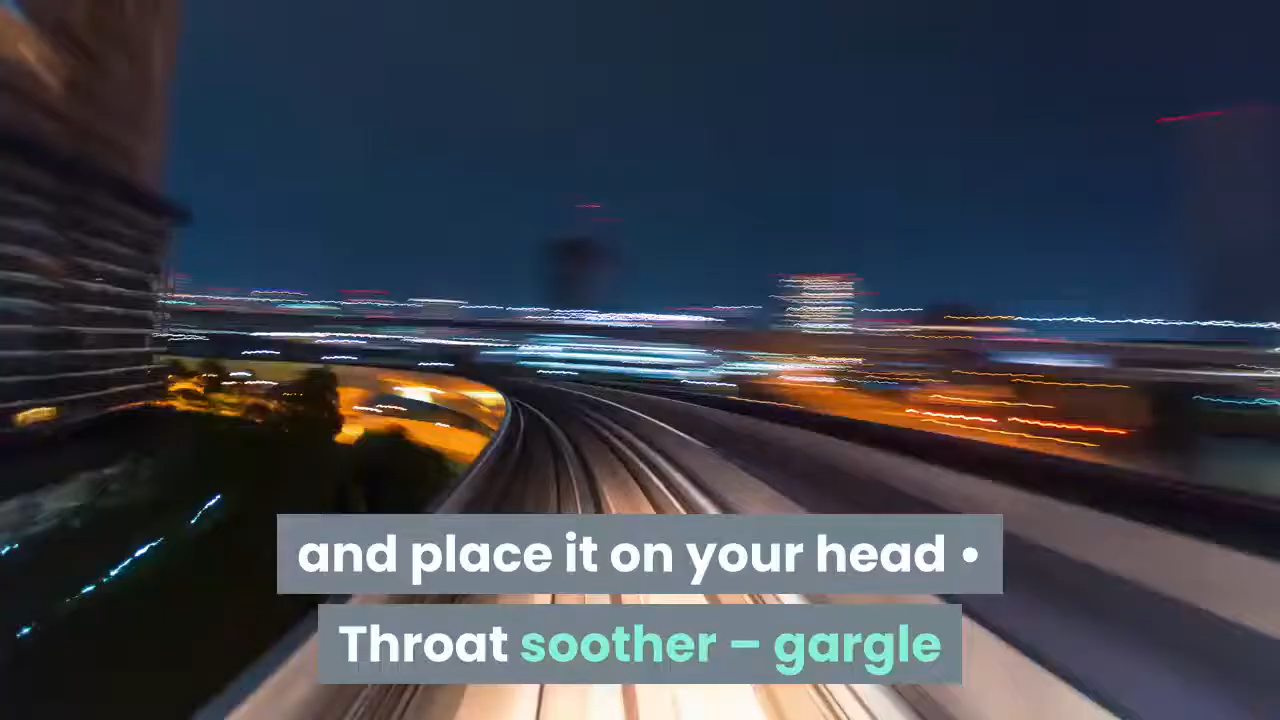 and place it on your head •
Throat soother – gargle